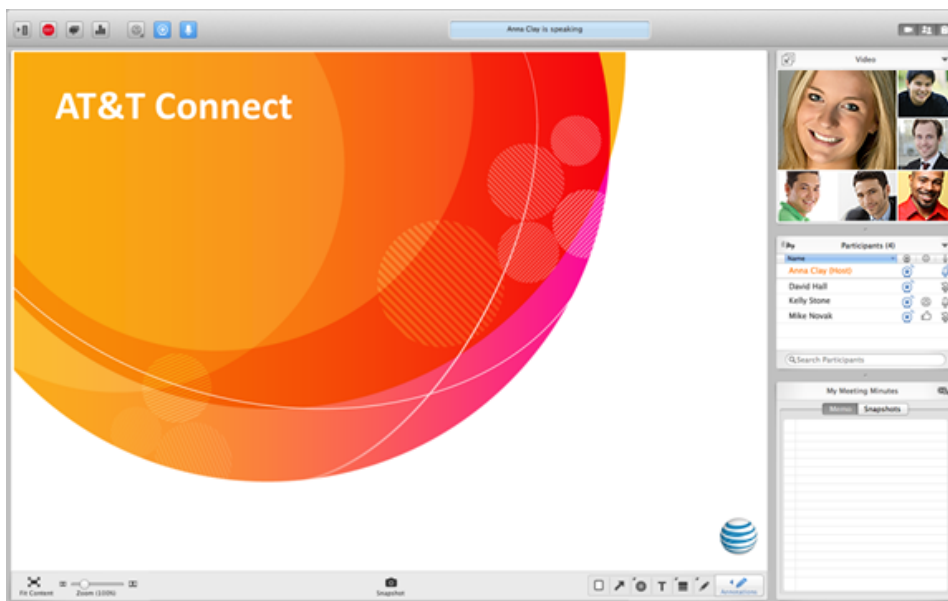 Anna Clay is speaking
AT&T Connect
Video
Participants (4)
Name
Anna Clay (Host)
David Hall
Kelly Stone
Mike Novak
Search Participants
My Meeting Minutes
Memo Snapshots
Fit Content
Zoom (100%)
Snapshot
T
Annotations